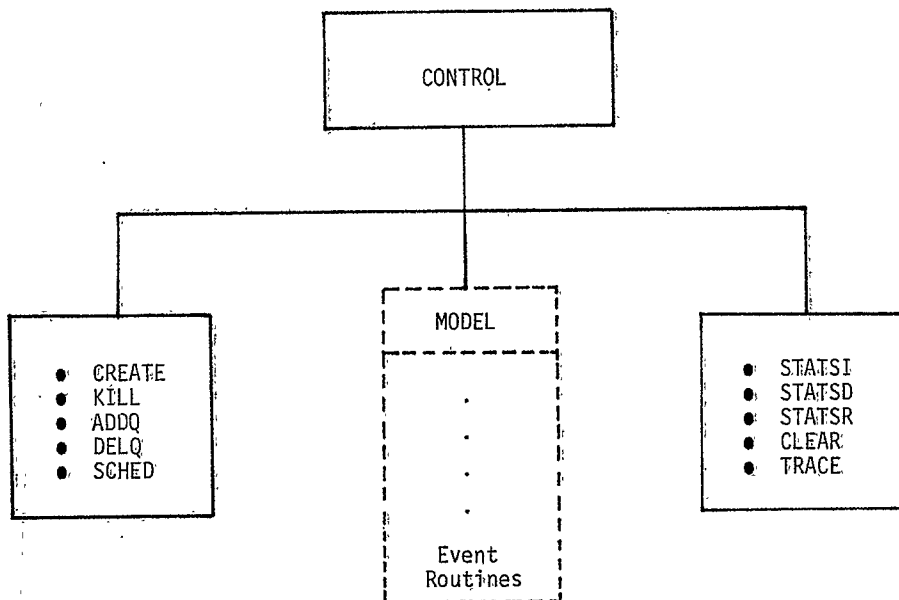 CONTROL
• CREATE
• KILL
• ADDQ
• DELQ
• SCHED
MODEL
Event
Routines
• STATSI
• STATSD
• STATSR
• CLEAR
• TRACE